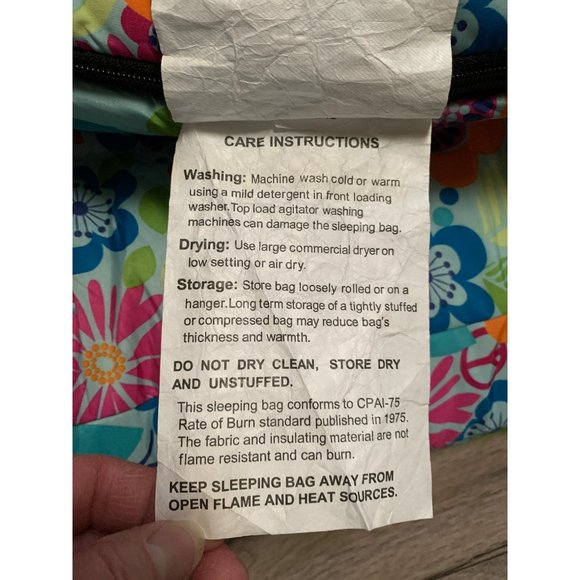 CARE INSTRUCTIONS
Washing: Machine wash cold or warm
using a mild detergent in front loading
washer.Top load agitator washing
machines can damage the sleeping bag.
Drying: Use large commercial dryer on
low setting or air dry.
Storage: Store bag loosely rolled or on a
hanger.Long term storage of a tightly stuffed
or compressed bag may reduce bag's
thickness and warmth.
DO NOT DRY CLEAN, STORE DRY
AND UNSTUFFED.
This sleeping bag conforms to CPAI-75
Rate of Burn standard published in 1975.
The fabric and insulating material are not
flame resistant and can burn.
KEEP SLEEPING BAG AWAY FROM
OPEN FLAME AND HEAT SOURCES.